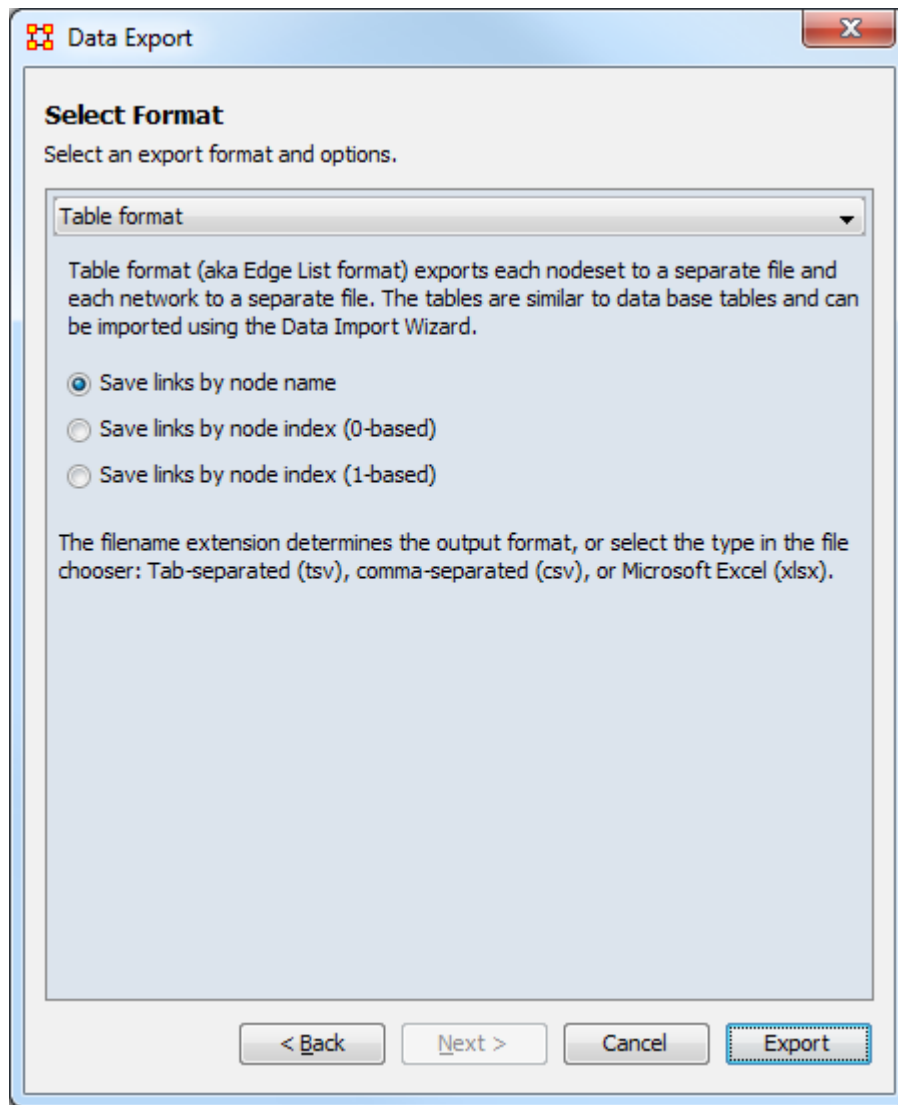 Data Export
Select Format
Select an export format and options.
Table format
Table format (aka Edge List format) exports each nodeset to a separate file and
each network to a separate file. The tables are similar to data base tables and can
be imported using the Data Import Wizard.
Save links by node name
Save links by node index (0-based)
Save links by node index (1-based)
The filename extension determines the output format, or select the type in the file
chooser: Tab-separated (tsv), comma-separated (csv), or Microsoft Excel (xlsx).
< Back Next > Cancel Export